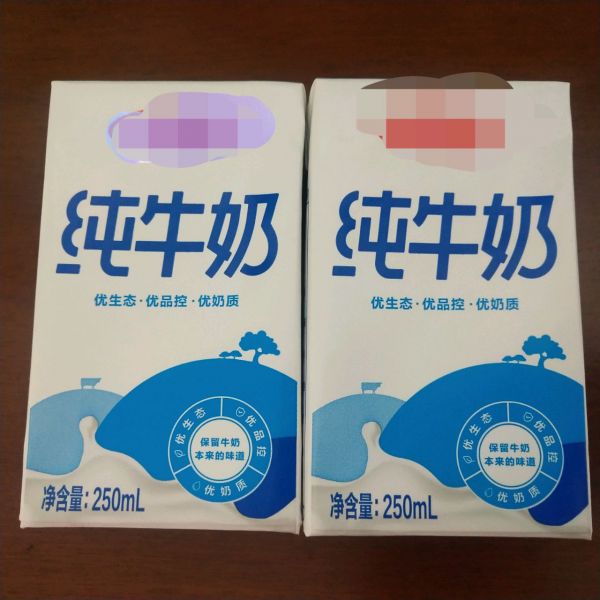 纯牛奶
优生态·优品控·优奶质
优生态
优品控
保留牛奶
本来的味道
优奶质
净含量:250mL
纯牛奶
优生态·优品控·优奶质
优生态
优品控
保留牛奶
本来的味道
优奶质
净含量:250mL